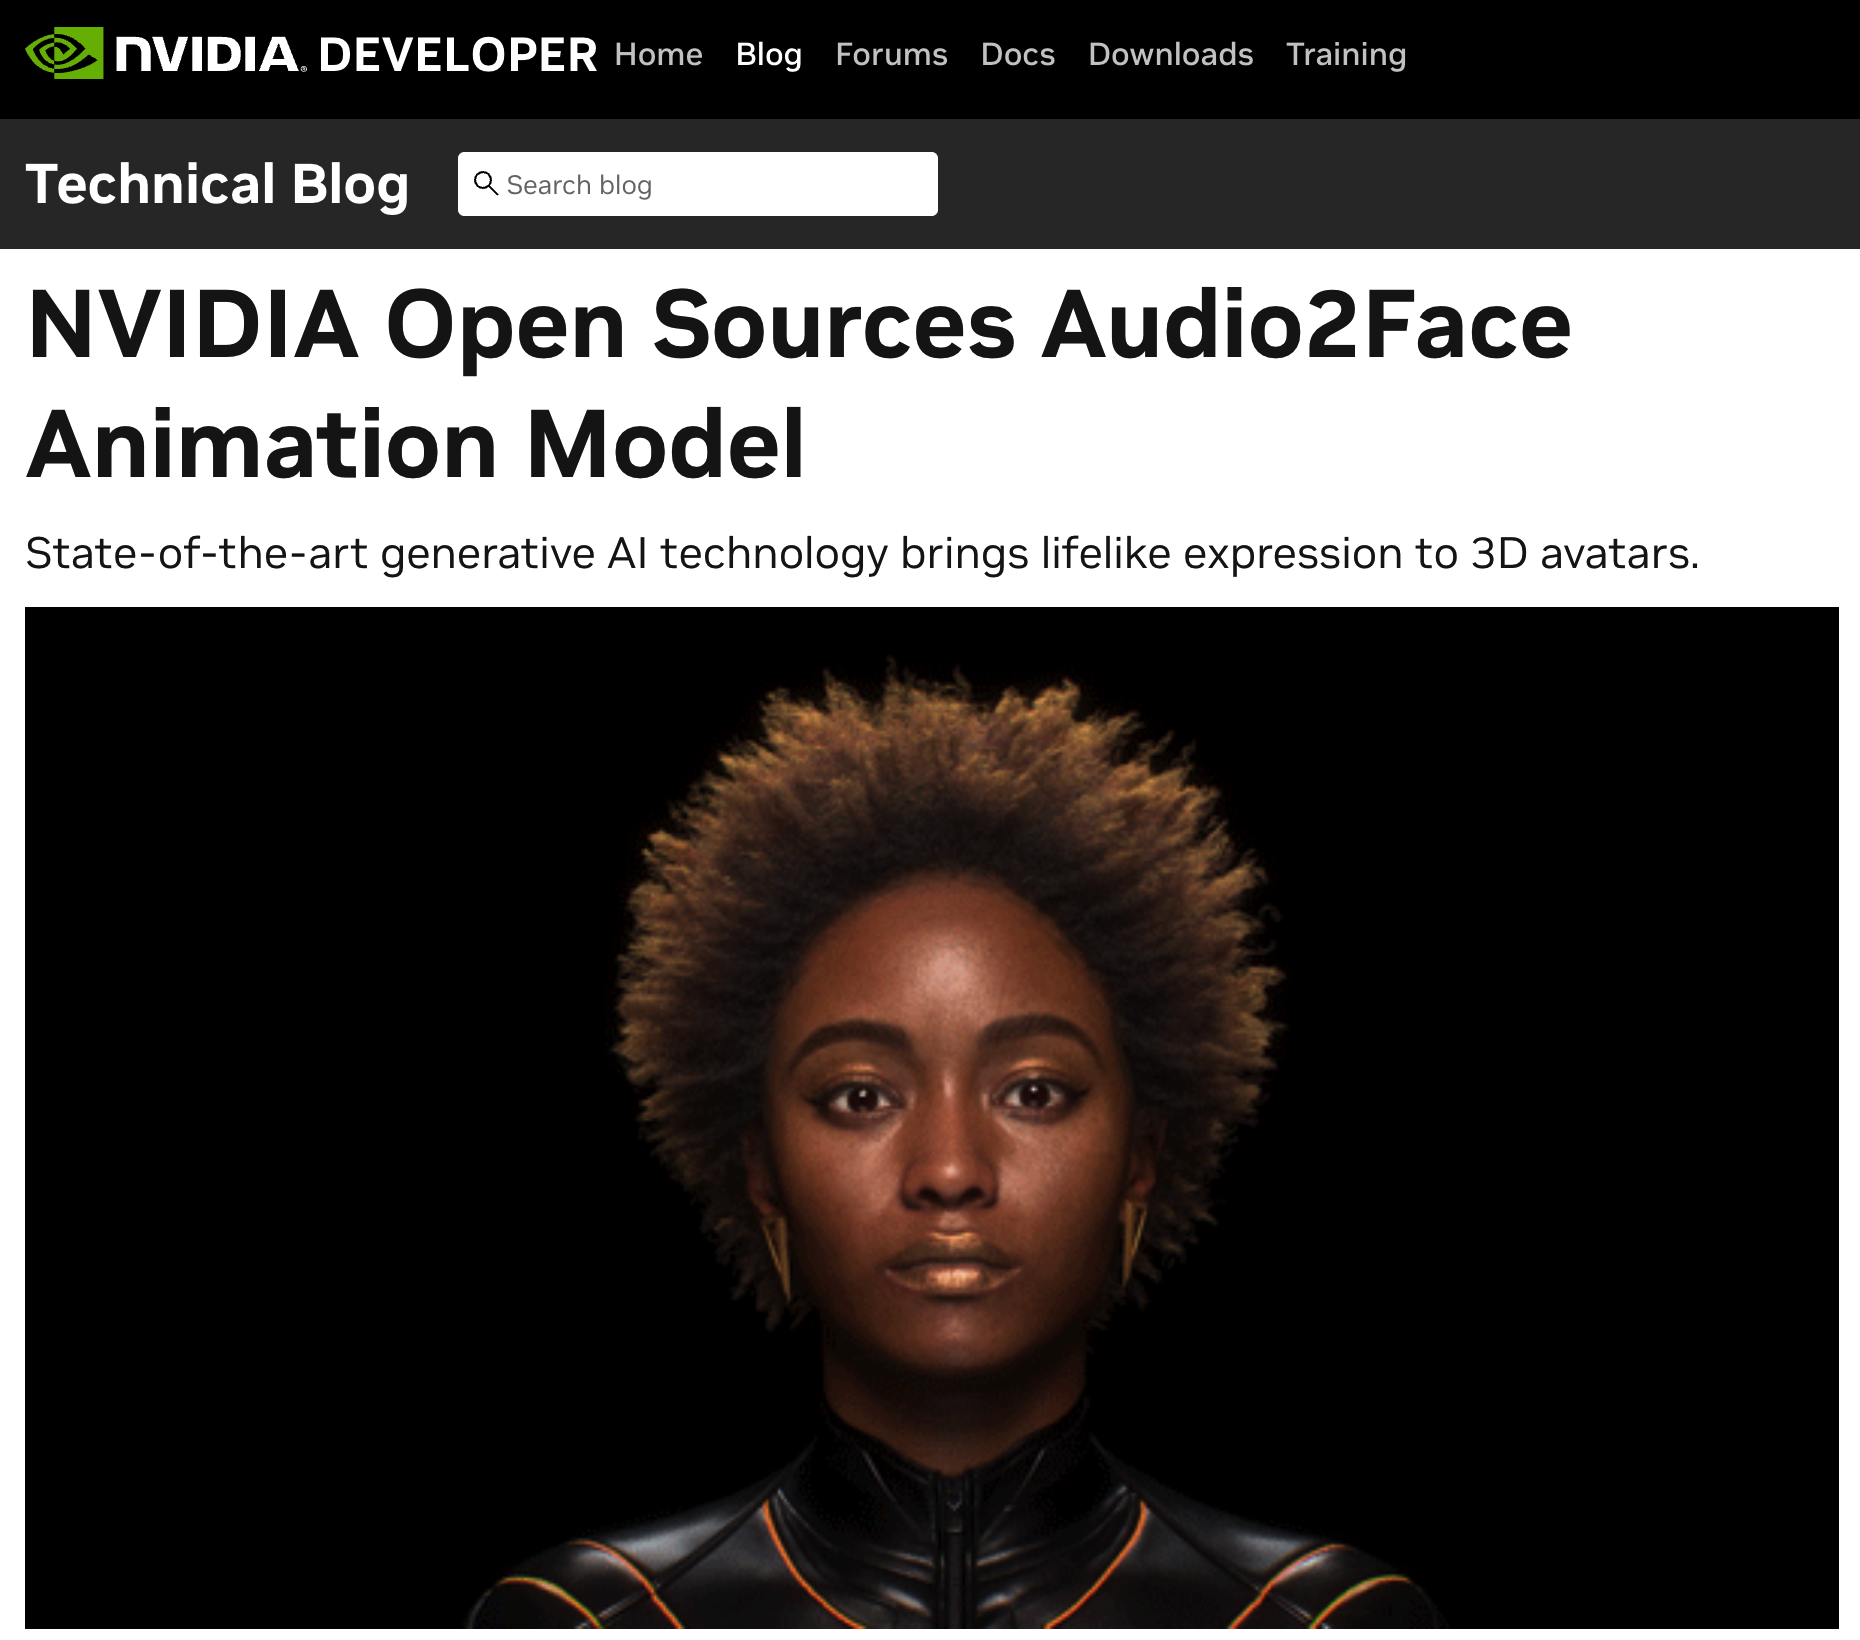 NVIDIA. DEVELOPER Home Blog Forums Docs Downloads Training
Technical Blog Search blog
NVIDIA Open Sources Audio2Face
Animation Model
State-of-the-art generative AI technology brings lifelike expression to 3D avatars.